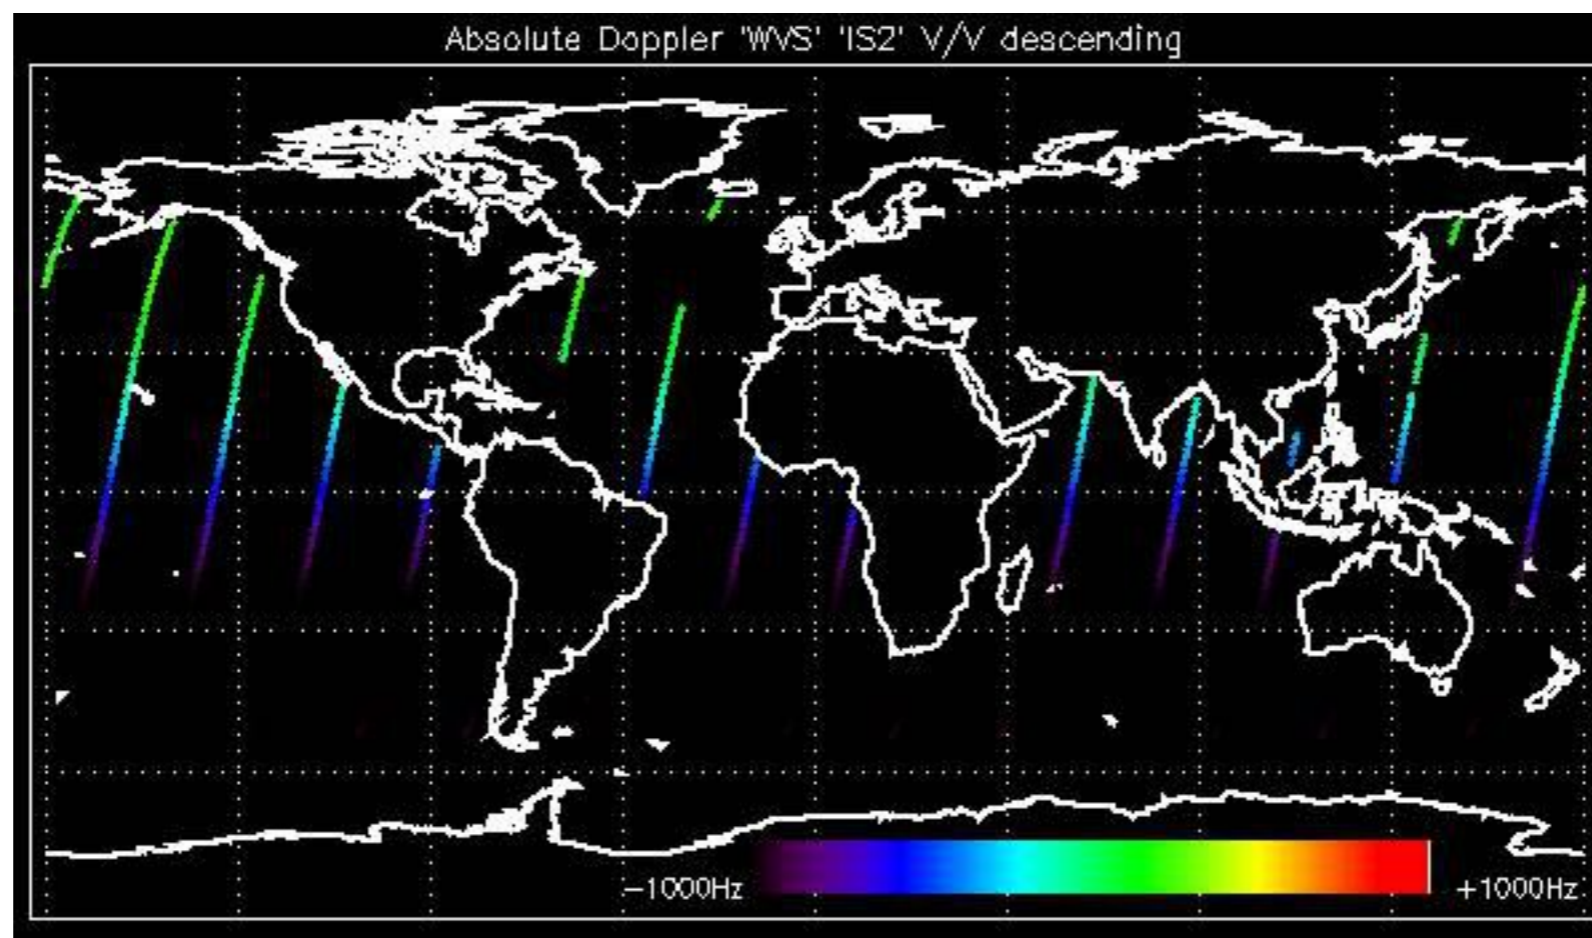 Absolute Doppler 'WVS' 'IS2' V/V descending
-1000Hz +1000Hz